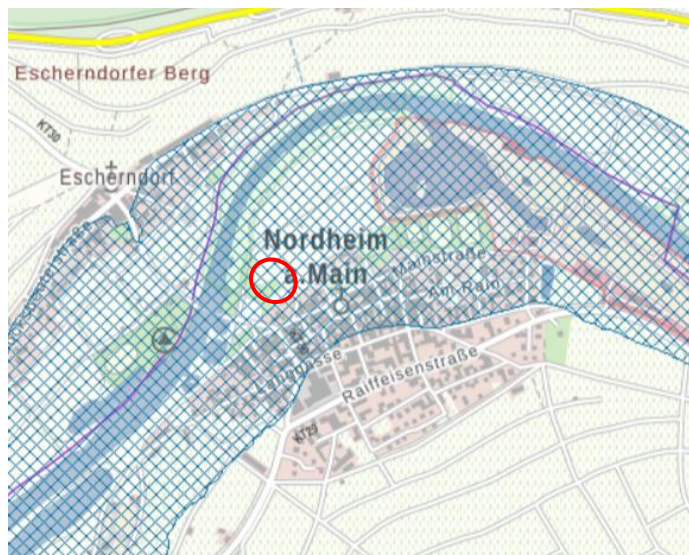 Escherndorfer Berg
KT30
Escherndorf
Nordheim
a.Main
Mainstraße
Am Rain
Langgasse
Raiffeisenstraße
KT29